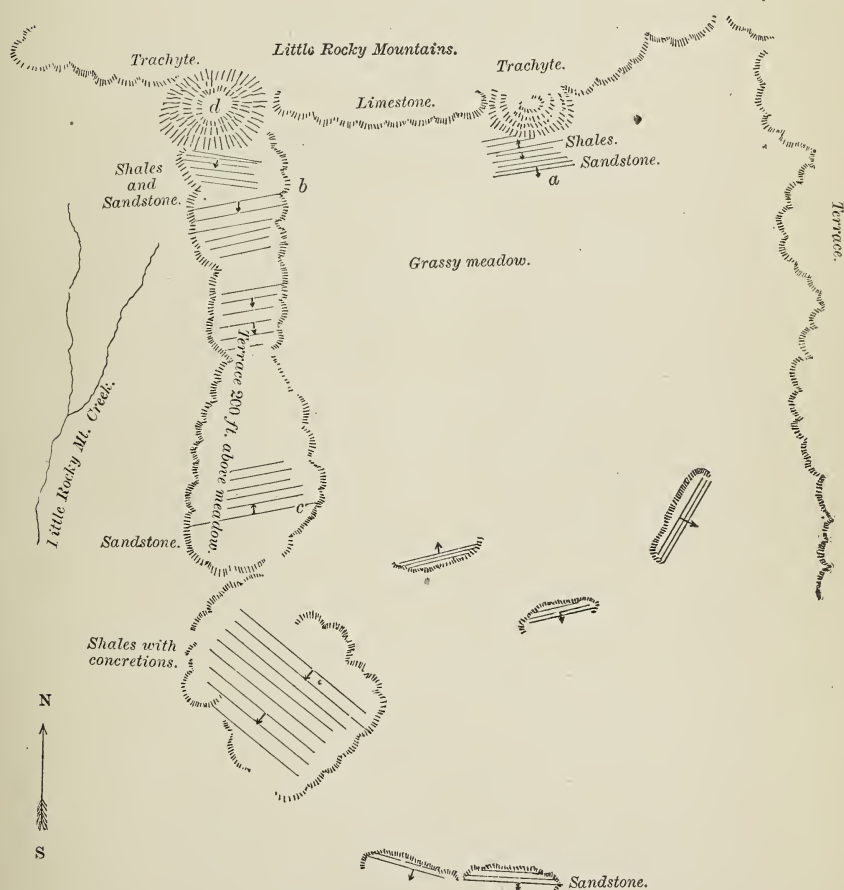 Little Rocky Mountains.
Trachyte.
Trachyte.
d
Limestone.
Shales.
Sandstone.
a
Shales
and
Sandstone.
b
Terrace.
Grassy meadow.
Little Rocky Mt. Creek.
Terrace 200 ft. above meadow
c
Sandstone.
Shales with
concretions.
N
S
Sandstone.